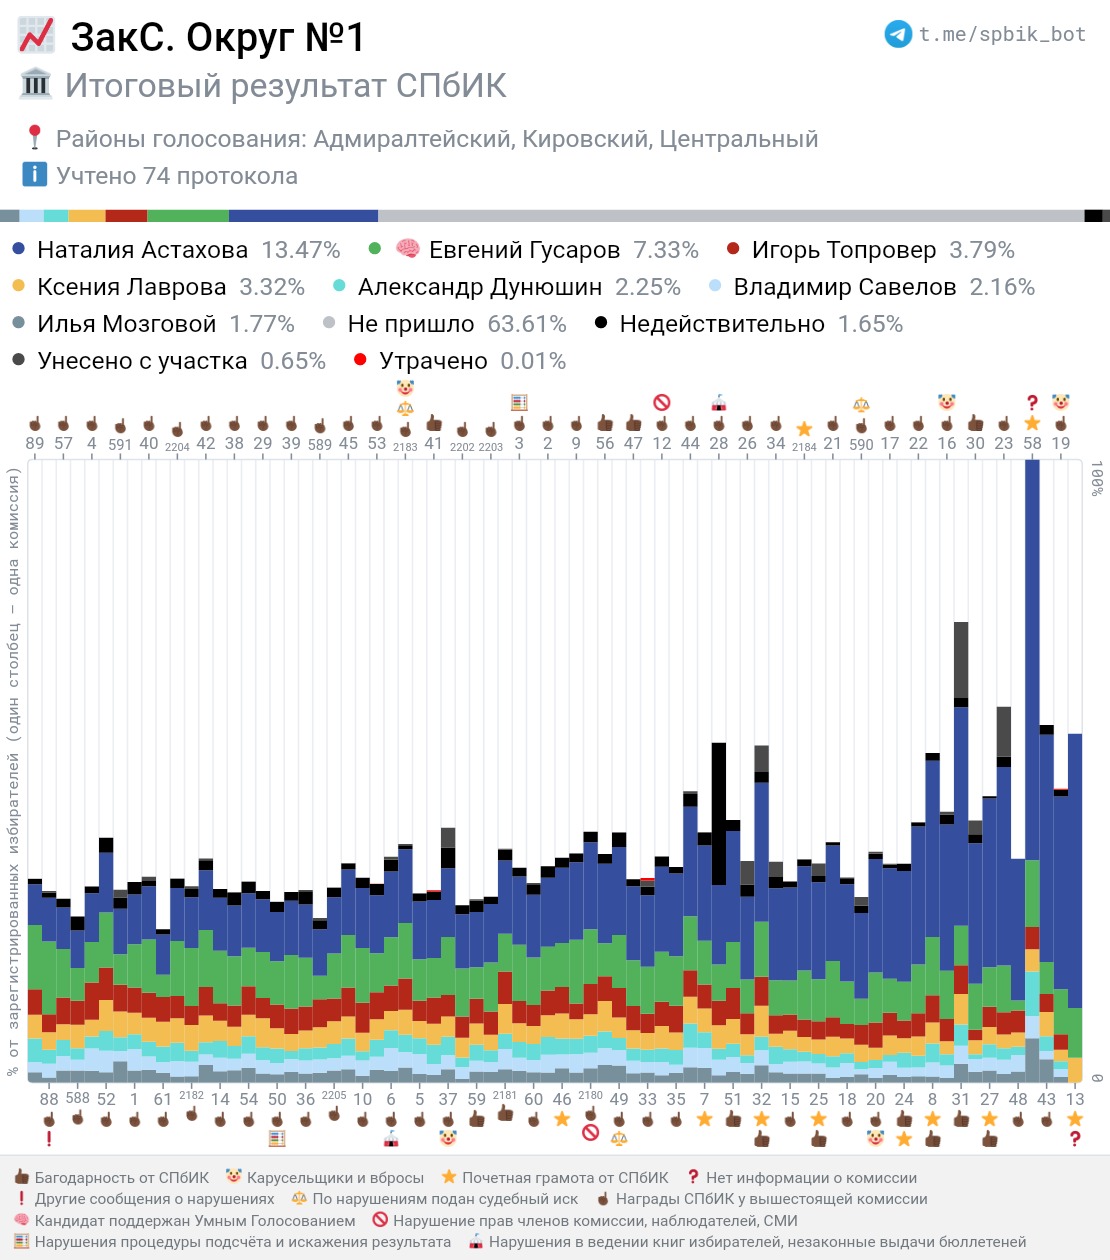 ЗакС. Округ №1
t.me/spbik_bot
Итоговый результат СПбИК
Районы голосования: Адмиралтейский, Кировский, Центральный
Учтено 74 протокола
Наталия Астахова 13.47% Евгений Гусаров 7.33% Игорь Топровер 3.79%
Ксения Лаврова 3.32% Александр Дунюшин 2.25% Владимир Савелов 2.16%
Илья Мозговой 1.77% Не пришло 63.61% Недействительно 1.65%
Унесено с участка 0.65% Утрачено 0.01%
89 57 4 591 40 2204 42 38 29 39 589 45 53 2183 41 2202 2203 3 2 9 56 47 12 44 28 26 34 2184 21 590 17 22 16 30 23 58 19
% от зарегистрированных избирателей (один столбец — одна комиссия)
100%
0
88 588 52 1 61 2182 14 54 50 36 2205 10 6 5 37 59 2181 60 46 2180 49 33 35 7 51 32 15 25 18 20 24 8 31 27 48 43 13
Багодарность от СПбИК Карусельщики и вбросы Почетная грамота от СПбИК Нет информации о комиссии
Другие сообщения о нарушениях По нарушениям подан судебный иск Награды СПбИК у вышестоящей комиссии
Кандидат поддержан Умным Голосованием Нарушение прав членов комиссии, наблюдателей, СМИ
Нарушения процедуры подсчёта и искажения результата Нарушения в ведении книг избирателей, незаконные выдачи бюллетеней